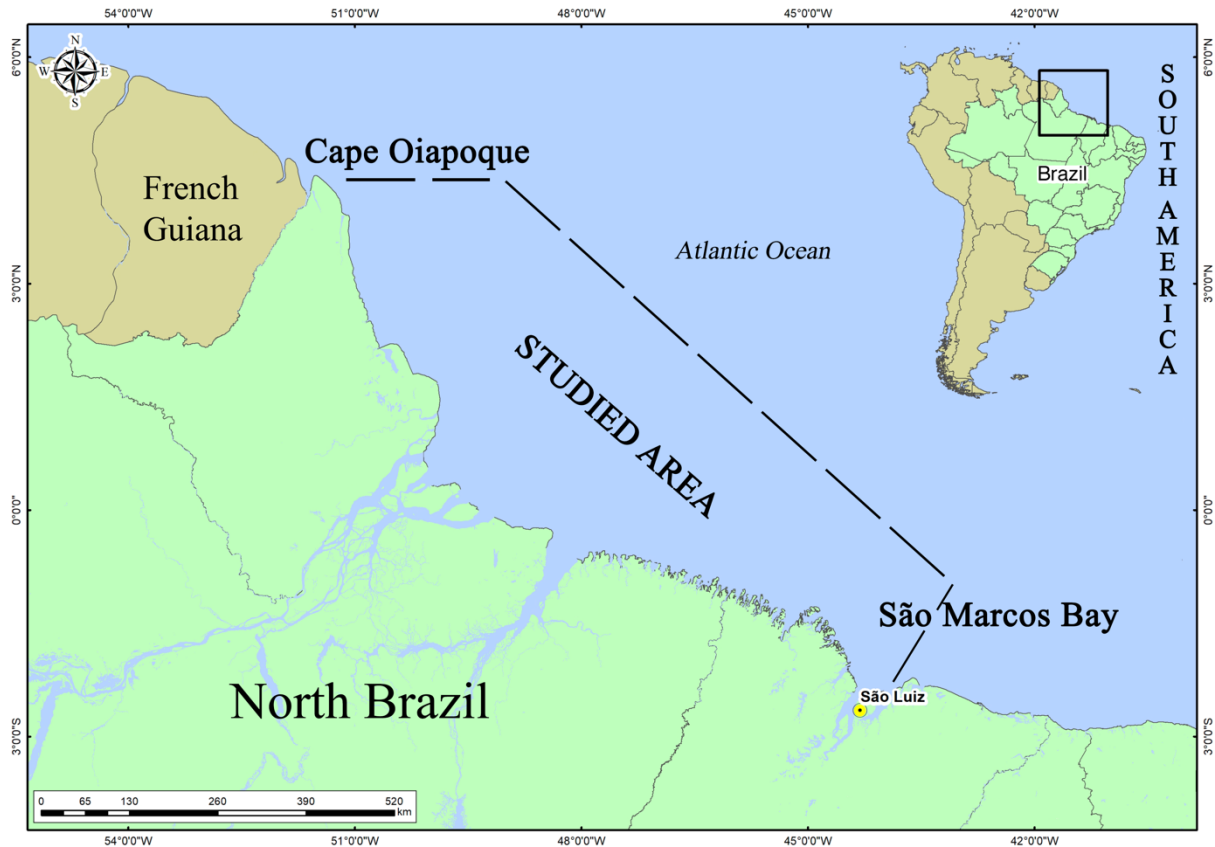 54°0'0"W
51°0'0"W
48°0'0"W
45°0'0"W
42°0'0"W
6°0'0"N
3°0'0"N
0°0'0"
3°0'0"S
N
W
E
S
Cape Oiapoque
French
Guiana
Atlantic Ocean
Brazil
SOUTH AMERICA
STUDIED AREA
São Marcos Bay
São Luíz
North Brazil
0 65 130 260 390 520
km
6°0'0"N
3°0'0"N
0°0'0"
3°0'0"S
54°0'0"W
51°0'0"W
48°0'0"W
45°0'0"W
42°0'0"W